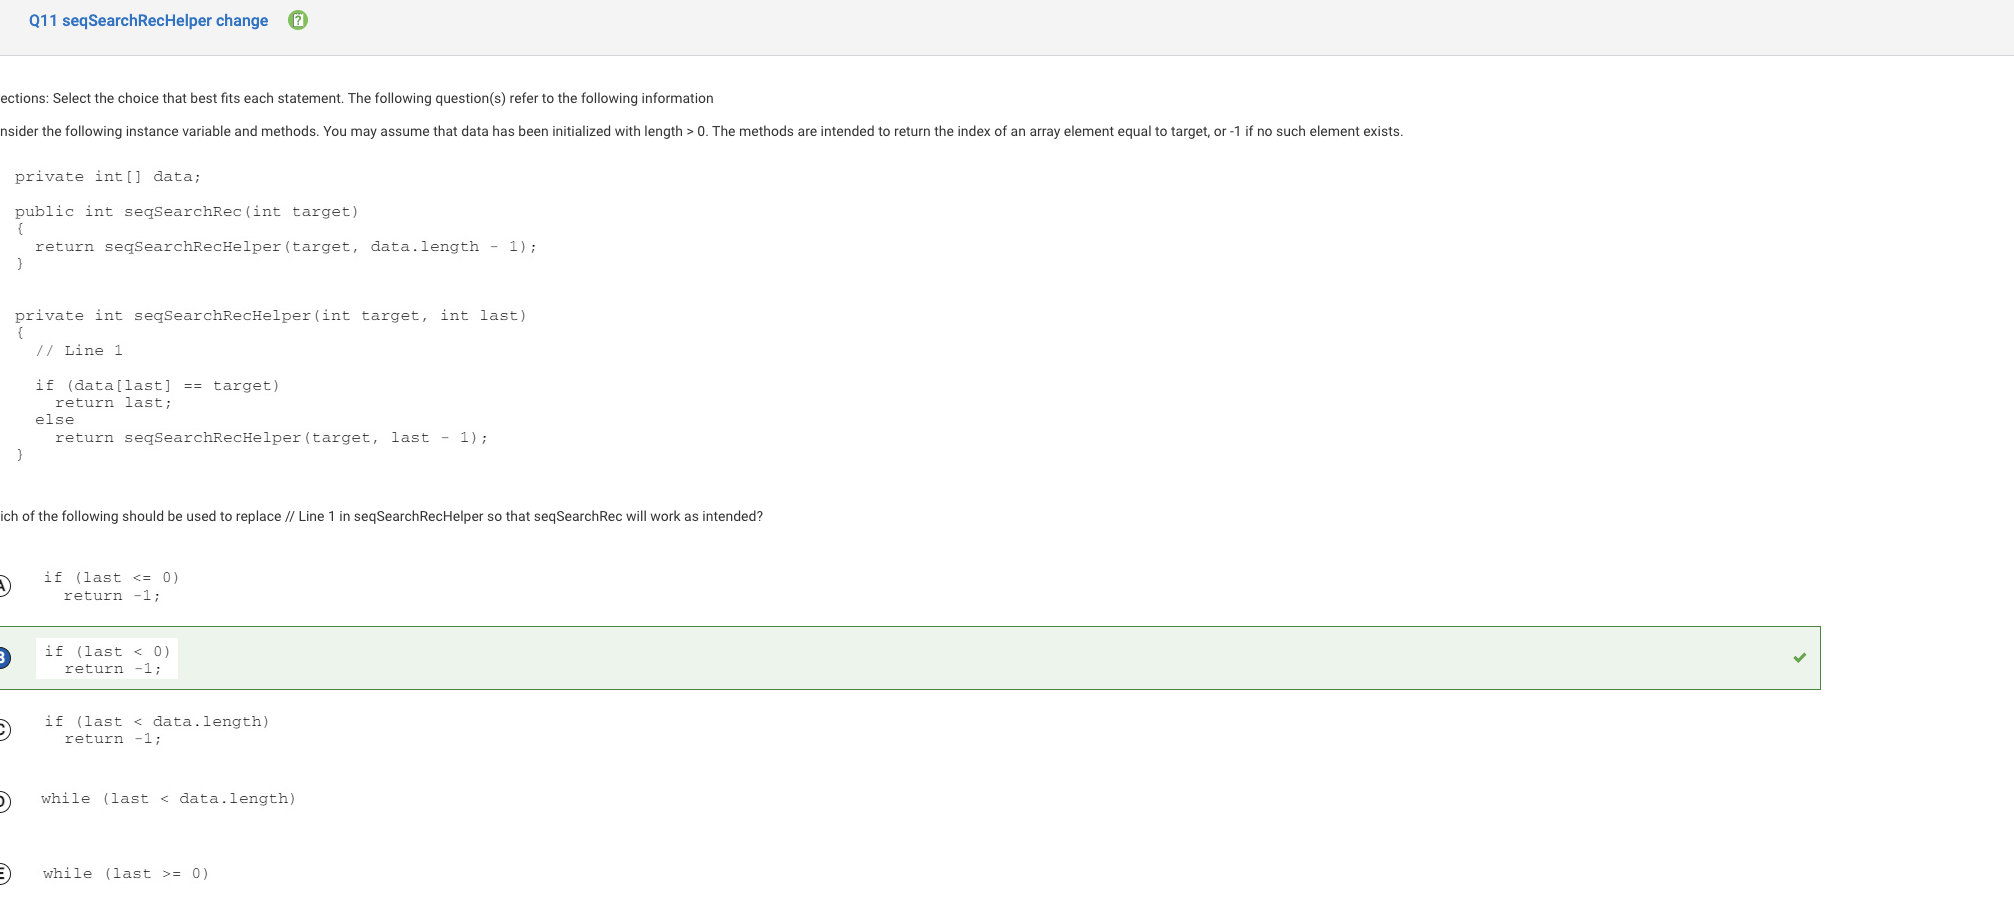 Q11 seqSearchRecHelper change
ections: Select the choice that best fits each statement. The following question(s) refer to the following information
nsider the following instance variable and methods. You may assume that data has been initialized with length > 0. The methods are intended to return the index of an array element equal to target, or -1 if no such element exists.
private int[] data;
public int seqSearchRec(int target)
{
return seqSearchRecHelper(target, data.length - 1);
}
private int seqSearchRecHelper(int target, int last)
{
// Line 1
if (data[last] == target)
return last;
else
return seqSearchRecHelper(target, last - 1);
}
ich of the following should be used to replace // Line 1 in seqSearchRecHelper so that seqSearchRec will work as intended?
A if (last <= 0)
return -1;
B if (last < 0)
return -1;
C if (last < data.length)
return -1;
D while (last < data.length)
E while (last >= 0)